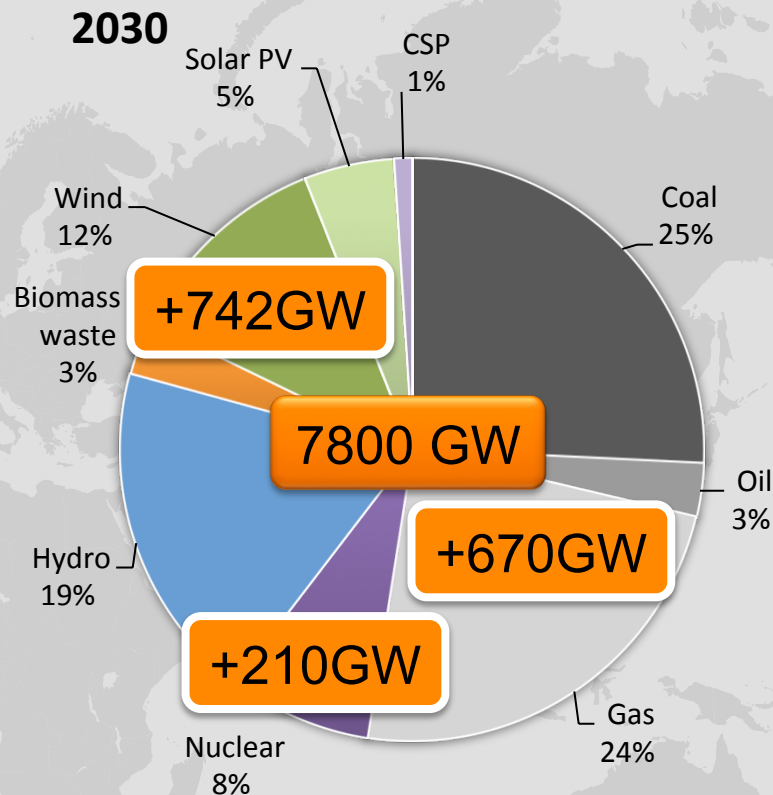 2030
Solar PV
5%
CSP
1%
Wind
12%
Coal
25%
Biomass
waste
3%
+742GW
7800 GW
Oil
3%
+670GW
Hydro
19%
+210GW
Gas
24%
Nuclear
8%